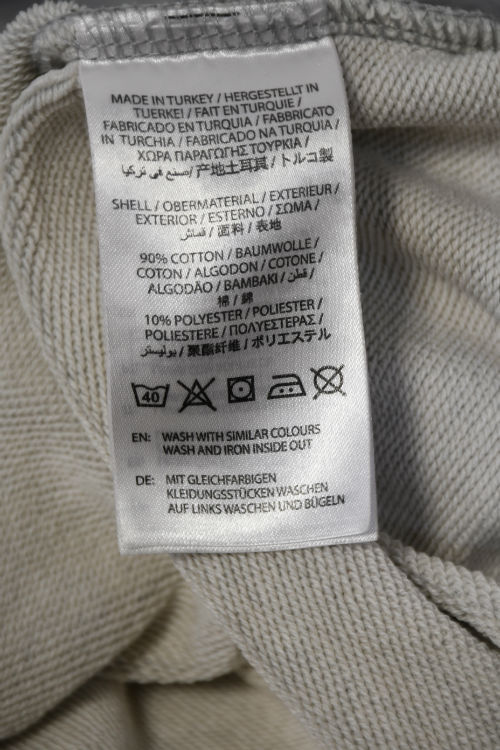 MADE IN TURKEY / HERGESTELLT IN
TUERKEI / FAIT EN TURQUIE /
FABRICADO EN TURQUIA / FABBRICATO
IN TURCHIA / FABRICADO NA TURQUIA /
ΧΩΡΑ ΠΑΡΑΓΩΓΗΣ ΤΟΥΡΚΙΑ /
صنع في تركيا / 产地土耳其 / トルコ製
SHELL / OBERMATERIAL / EXTERIEUR /
EXTERIOR / ESTERNO / ΣΩΜΑ /
قماش / 面料 / 表地
90% COTTON / BAUMWOLLE /
COTON / ALGODON / COTONE /
ALGODÃO / BAMBAKI / قطن /
棉 / 綿
10% POLYESTER / POLIESTER /
POLIESTERE / ΠΟΛΥΕΣΤΕΡΑΣ /
بوليستر / 聚酯纤维 / ポリエステル
40
EN: WASH WITH SIMILAR COLOURS
WASH AND IRON INSIDE OUT
DE: MIT GLEICHFARBIGEN
KLEIDUNGSSTÜCKEN WASCHEN
AUF LINKS WASCHEN UND BÜGELN